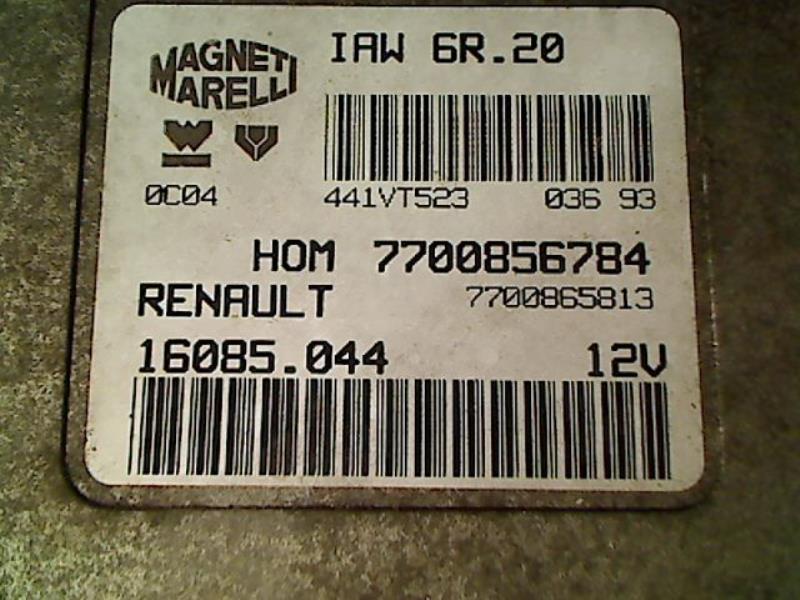 MAGNETI
MARELLI
IAW 6R.20
0C04
441VT523 036 93
HOM 7700856784
RENAULT 7700865813
16085.044 12V